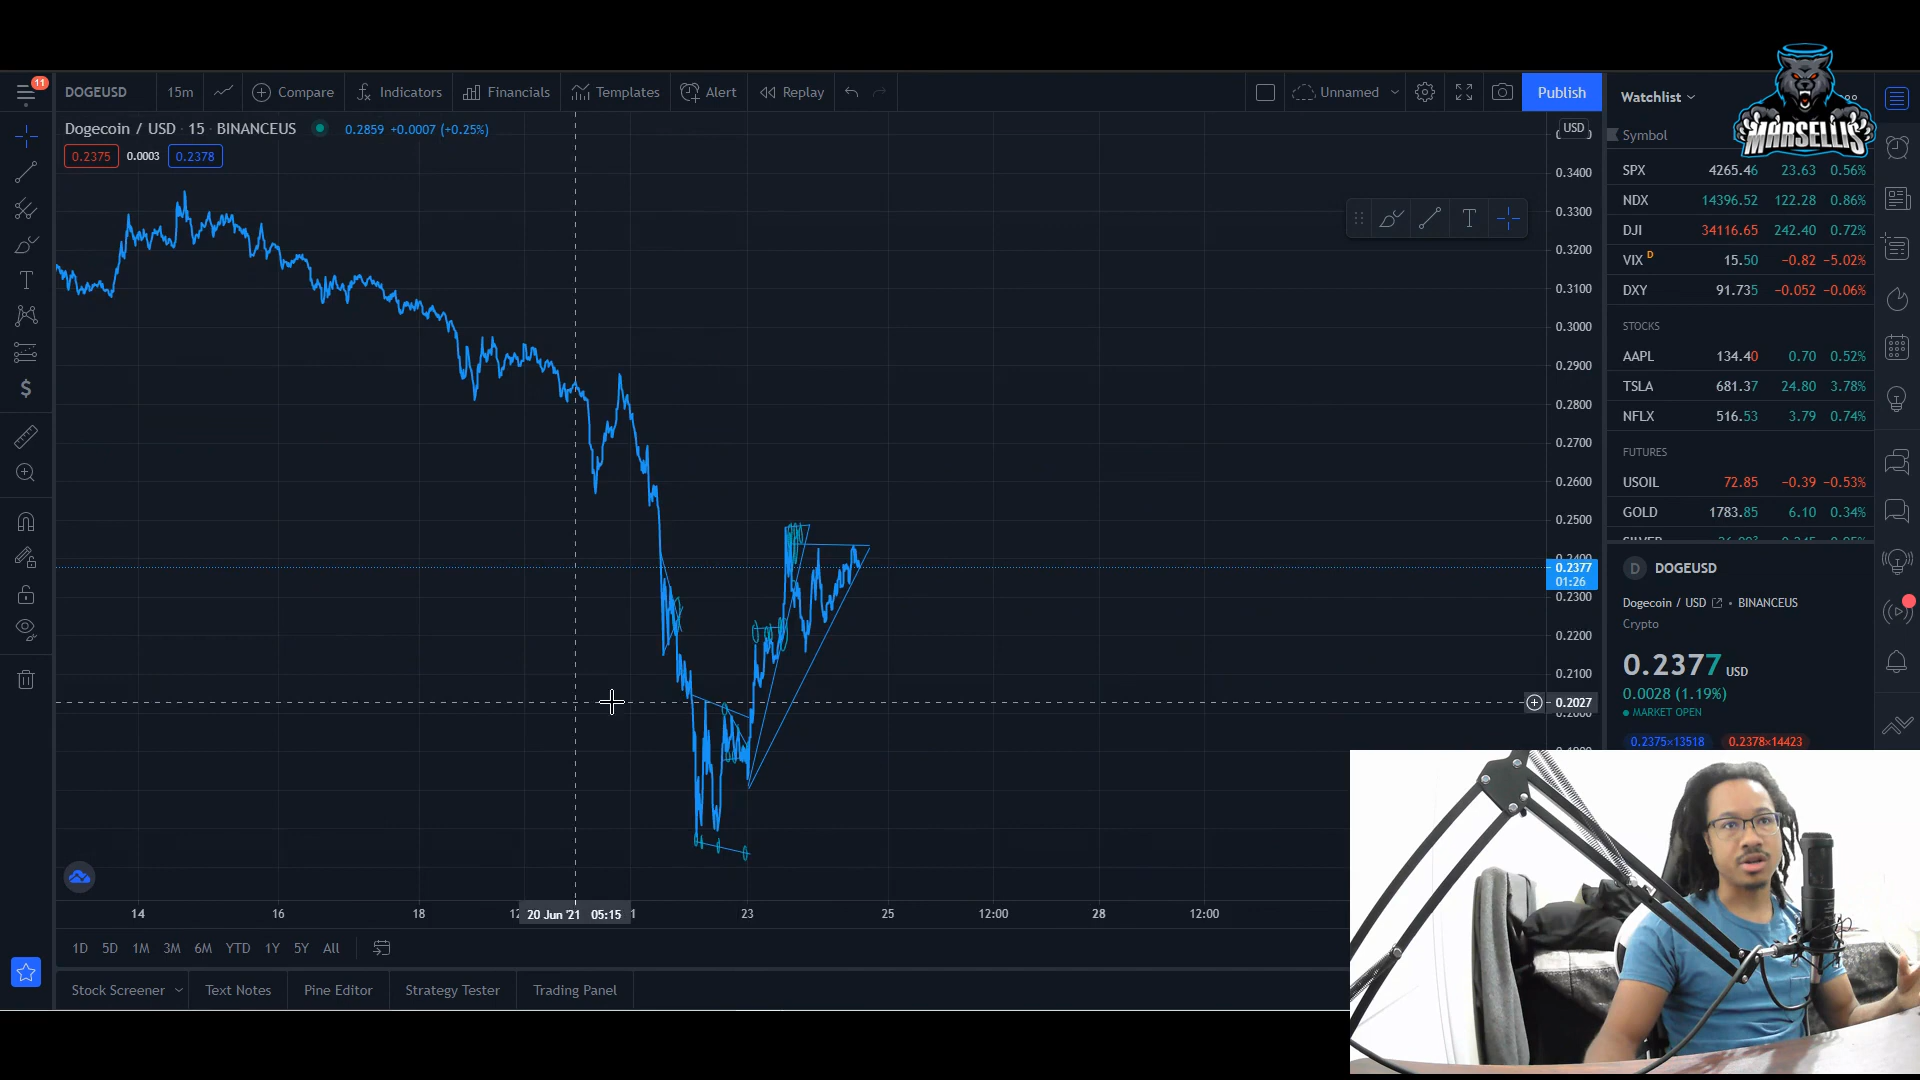 11
DOGEUSD 15m Compare Indicators Financials Templates Alert Replay Unnamed Publish
Watchlist
MARSELLIS
Dogecoin / USD · 15 · BINANCEUS 0.2859 +0.0007 (+0.25%)
USD
Symbol
0.2375 0.0003 0.2378
SPX 4265.46 23.63 0.56%
0.3400
NDX 14396.52 122.28 0.86%
0.3300
DJI 34116.65 242.40 0.72%
0.3200
VIX D 15.50 −0.82 −5.02%
0.3100
DXY 91.735 −0.052 −0.06%
0.3000
STOCKS
AAPL 134.40 0.70 0.52%
0.2900
TSLA 681.37 24.80 3.78%
0.2800
NFLX 516.53 3.79 0.74%
0.2700
FUTURES
0.2600
USOIL 72.85 −0.39 −0.53%
0.2500
GOLD 1783.85 6.10 0.34%
0.2400
0.2377
01:26
D DOGEUSD
0.2300
Dogecoin / USD • BINANCEUS
Crypto
0.2200
0.2100
0.2377 USD
0.0028 (1.19%)
0.2027
MARKET OPEN
0.2000
0.2375×13518 0.2378×14423
14 16 18 12 20 Jun '21 05:15 1 23 25 12:00 28 12:00
1D 5D 1M 3M 6M YTD 1Y 5Y All
Stock Screener Text Notes Pine Editor Strategy Tester Trading Panel